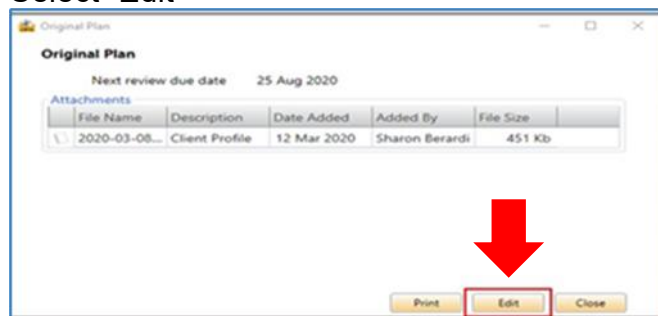 Select "Edit"
Original Plan
Original Plan
Next review due date 25 Aug 2020
Attachments
File Name Description Date Added Added By File Size
2020-03-08... Client Profile 12 Mar 2020 Sharon Berardi 451 Kb
Print Edit Close